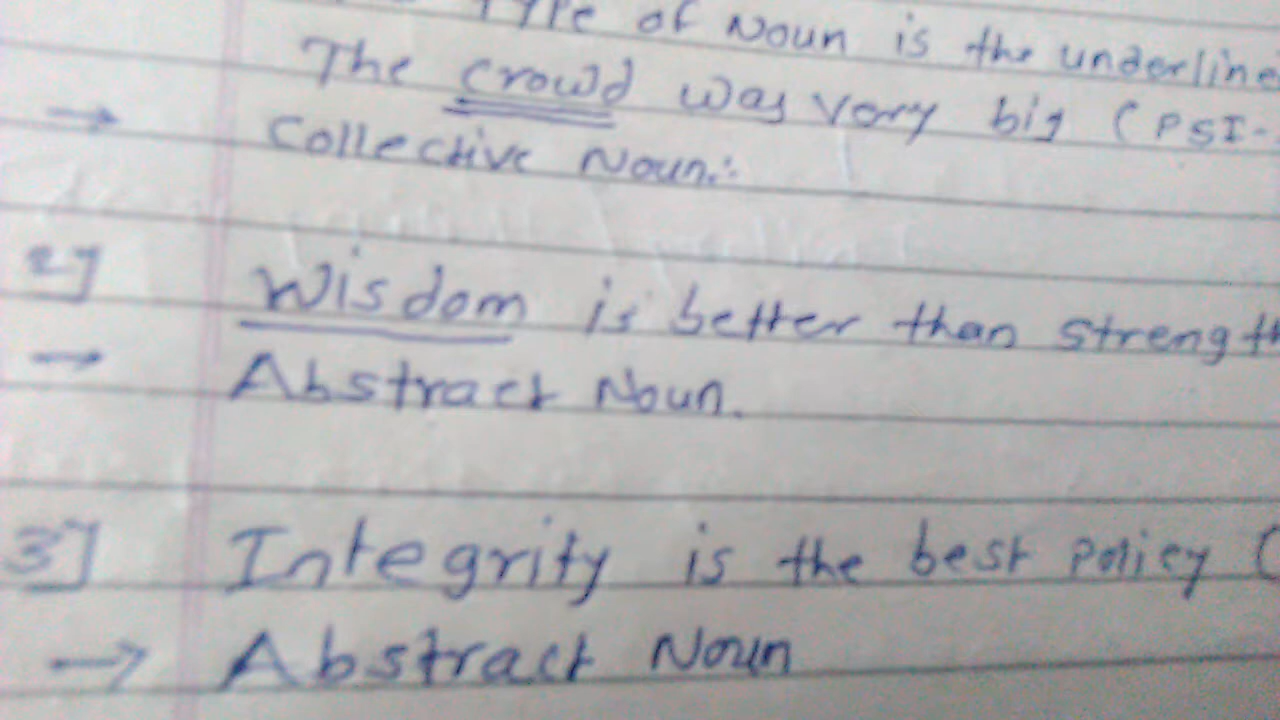 Type of Noun is the underline
The crowd was very big (PSI-
→ Collective Noun.:
2] Wisdom is better than strength
→ Abstract Noun.
3] Integrity is the best policy (
→ Abstract Noun